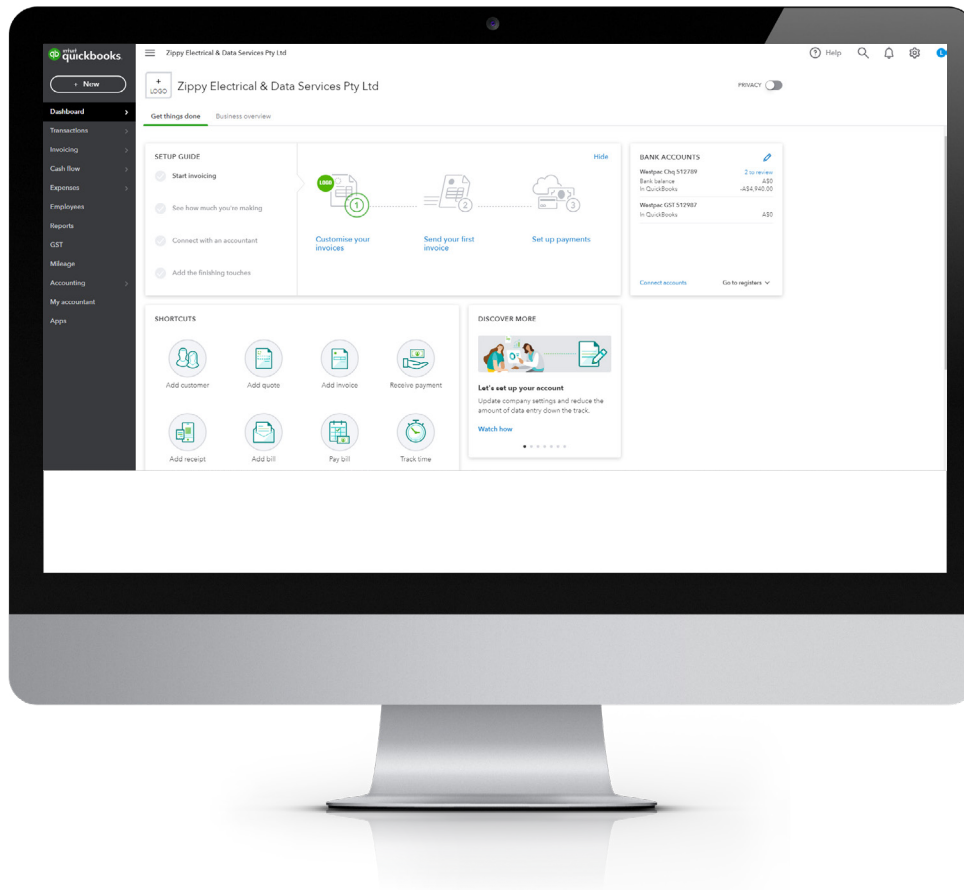 intuit
quickbooks.
+ New
Dashboard
Transactions
Invoicing
Cash flow
Expenses
Employees
Reports
GST
Mileage
Accounting
My accountant
Apps
Zippy Electrical & Data Services Pty Ltd
Help
+
LOGO
Zippy Electrical & Data Services Pty Ltd
PRIVACY
Get things done
Business overview
SETUP GUIDE
Hide
Start invoicing
See how much you're making
Connect with an accountant
Add the finishing touches
LOGO
1
2
3
Customise your
invoices
Send your first
invoice
Set up payments
BANK ACCOUNTS
Westpac Chq 512709
2 to review
Bank balance
A$0
In QuickBooks
-A$4,940.00
Westpac GST 512987
In QuickBooks
A$0
Connect accounts
Go to registers
SHORTCUTS
Add customer
Add quote
Add invoice
Receive payment
Add receipt
Add bill
Pay bill
Track time
DISCOVER MORE
Let's set up your account
Update company settings and reduce the
amount of data entry down the track.
Watch how